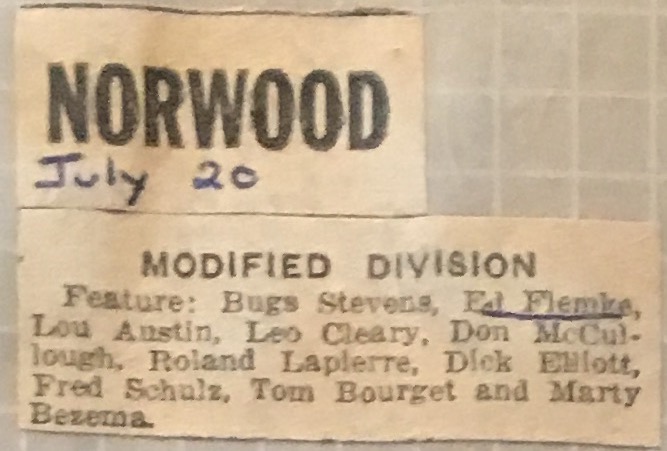 NORWOOD
July 20
MODIFIED DIVISION
Feature: Bugs Stevens, Ed Flemke,
Lou Austin, Leo Cleary, Don McCul-
lough, Roland Lapierre, Dick Elliott,
Fred Schulz, Tom Bourget and Marty
Bezema.